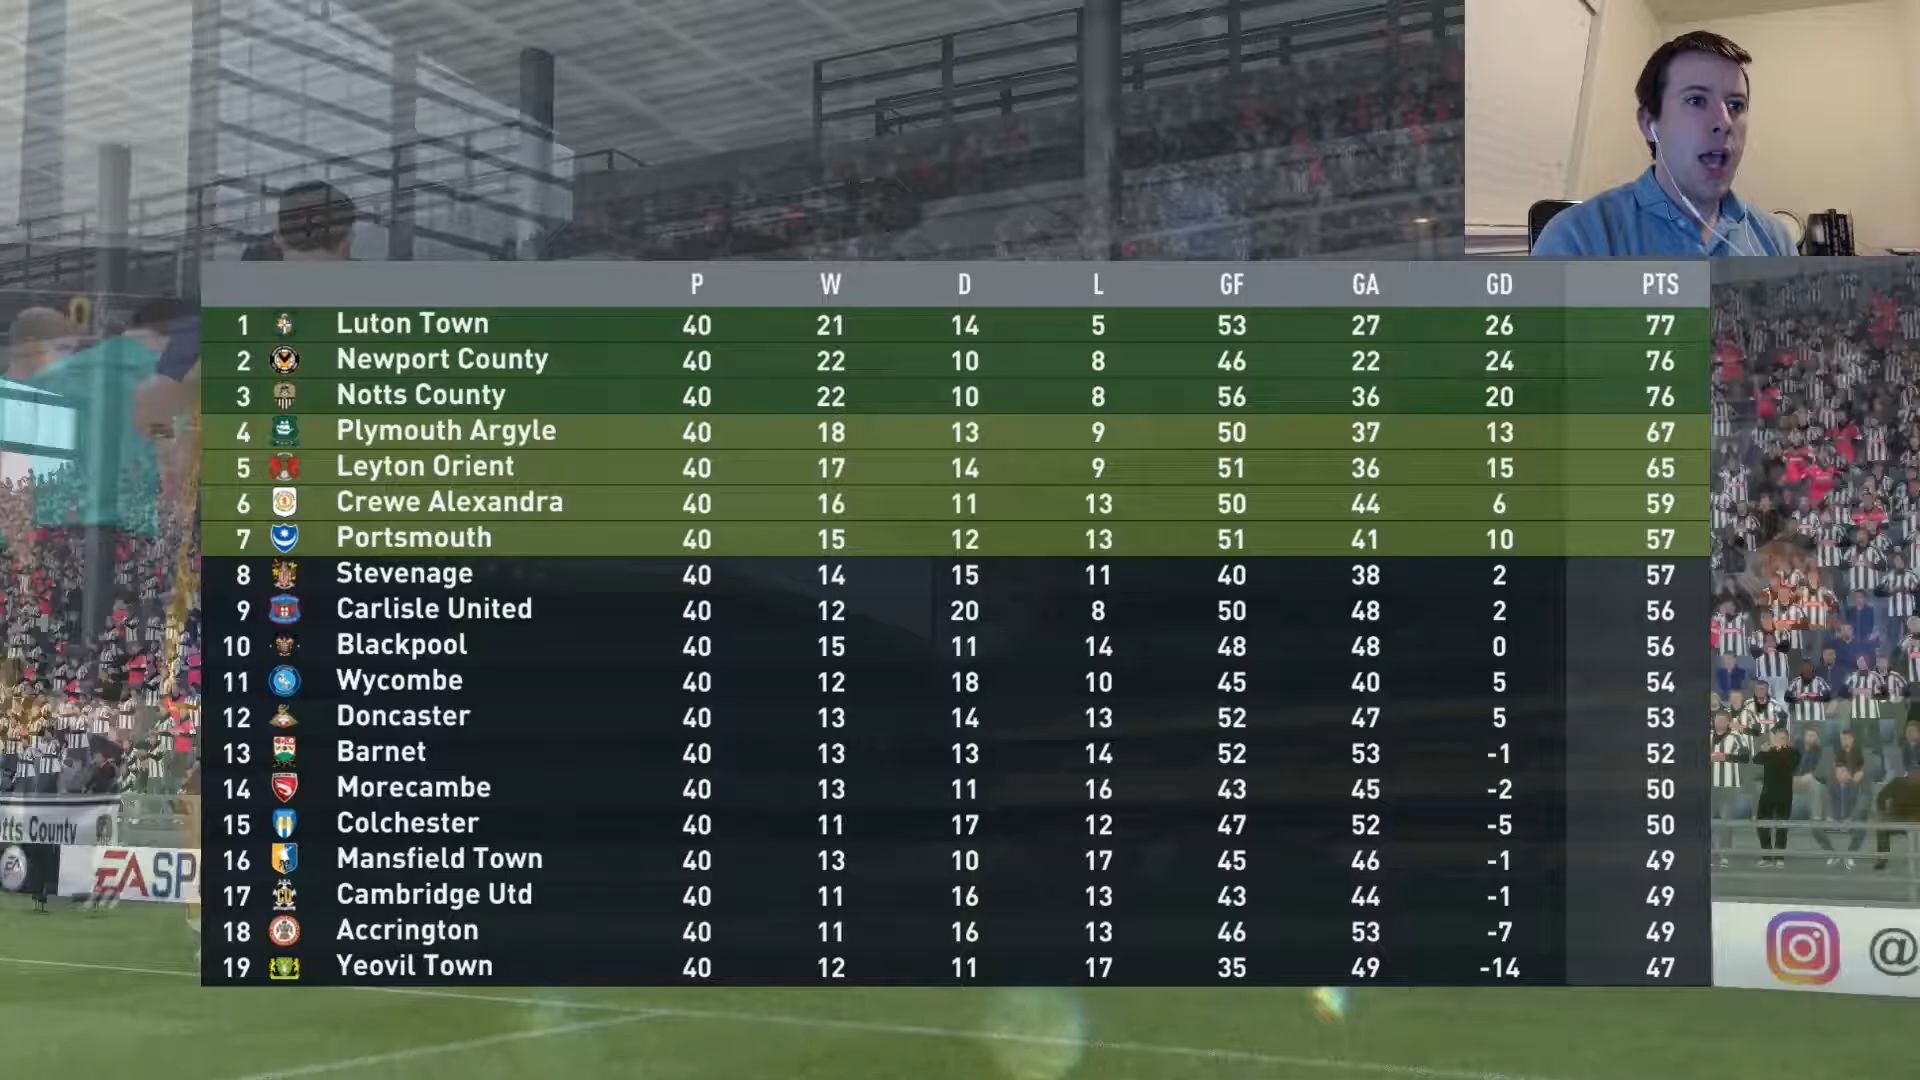 P W D L GF GA GD PTS
1 Luton Town 40 21 14 5 53 27 26 77
2 Newport County 40 22 10 8 46 22 24 76
3 Notts County 40 22 10 8 56 36 20 76
4 Plymouth Argyle 40 18 13 9 50 37 13 67
5 Leyton Orient 40 17 14 9 51 36 15 65
6 Crewe Alexandra 40 16 11 13 50 44 6 59
7 Portsmouth 40 15 12 13 51 41 10 57
8 Stevenage 40 14 15 11 40 38 2 57
9 Carlisle United 40 12 20 8 50 48 2 56
10 Blackpool 40 15 11 14 48 48 0 56
11 Wycombe 40 12 18 10 45 40 5 54
12 Doncaster 40 13 14 13 52 47 5 53
13 Barnet 40 13 13 14 52 53 -1 52
14 Morecambe 40 13 11 16 43 45 -2 50
15 Colchester 40 11 17 12 47 52 -5 50
16 Mansfield Town 40 13 10 17 45 46 -1 49
17 Cambridge Utd 40 11 16 13 43 44 -1 49
18 Accrington 40 11 16 13 46 53 -7 49
19 Yeovil Town 40 12 11 17 35 49 -14 47
tts County
EA
EA SP
@